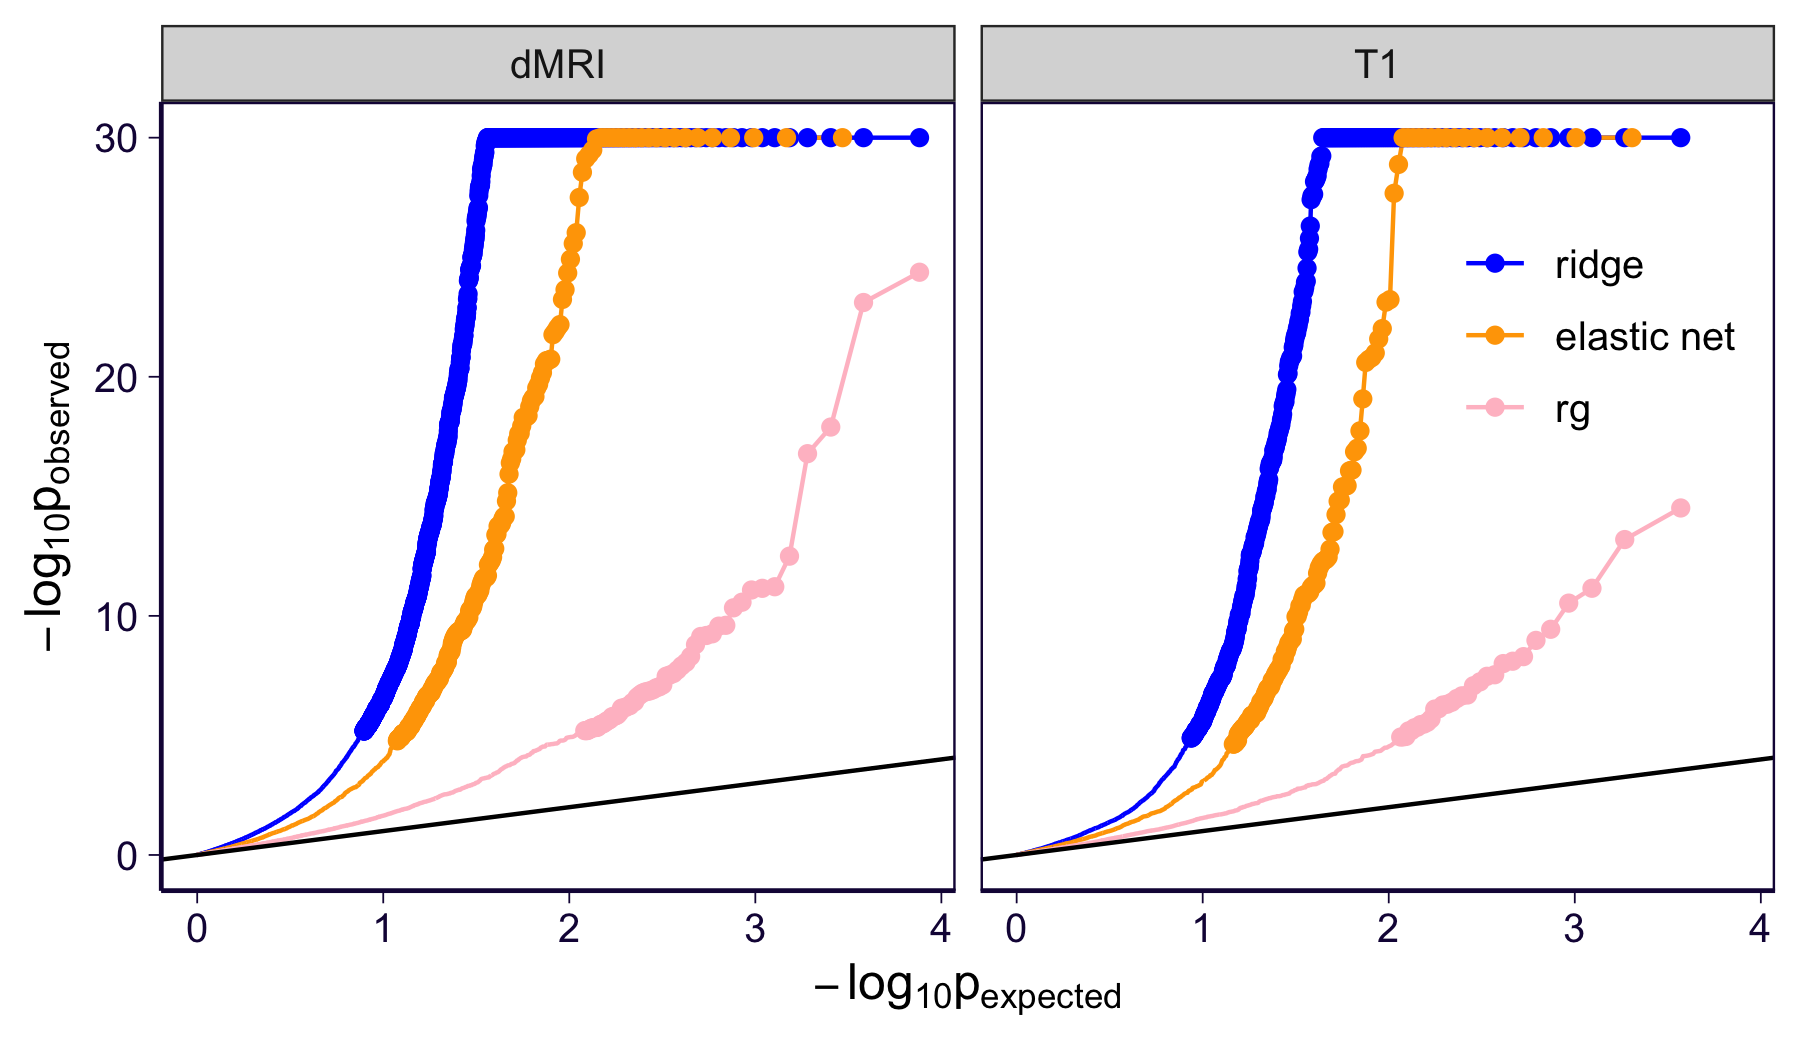 dMRI
T1
30
20
10
0
− log10pobserved
ridge
elastic net
rg
0 1 2 3 4
0 1 2 3 4
− log10pexpected